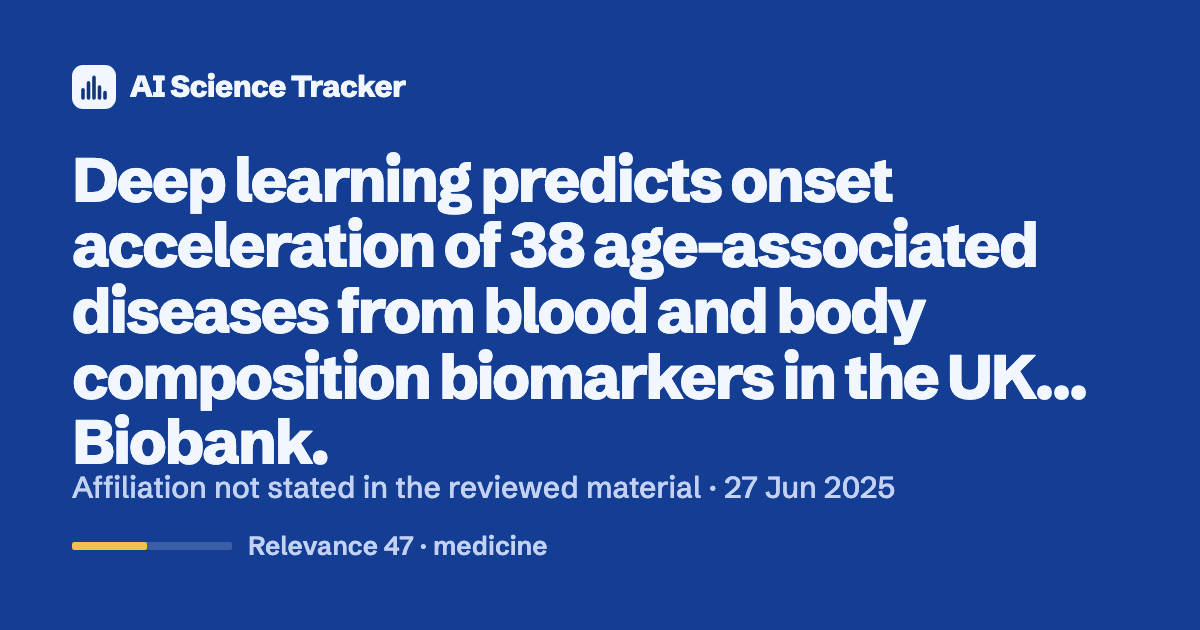 AI Science Tracker
Deep learning predicts onset
acceleration of 38 age-associated
diseases from blood and body
composition biomarkers in the UK...
Biobank.
Affiliation not stated in the reviewed material · 27 Jun 2025
Relevance 47 · medicine